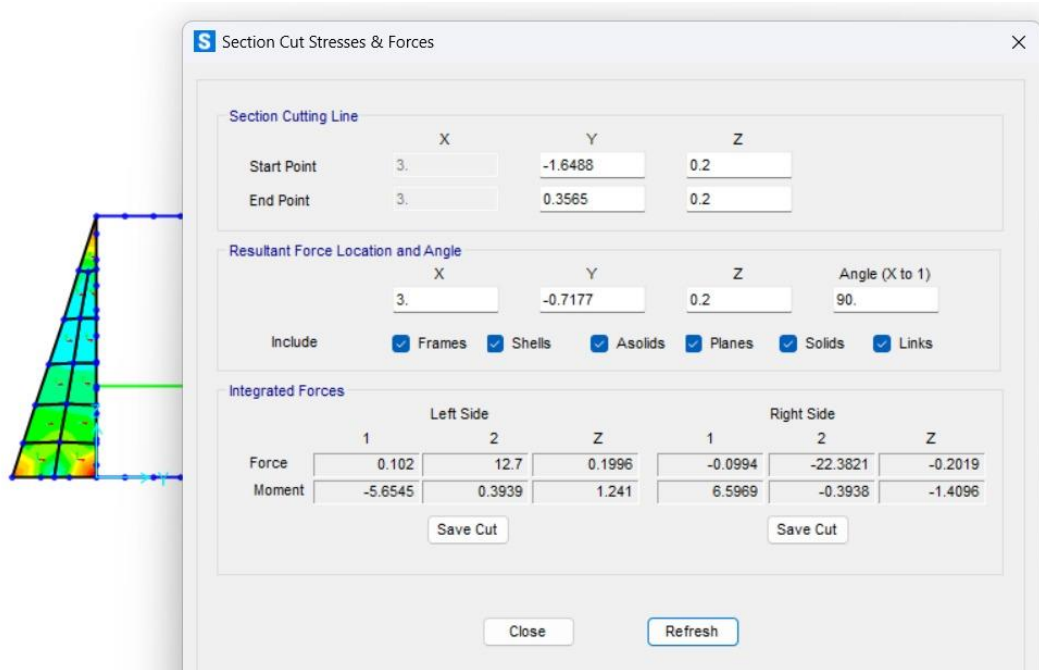 S Section Cut Stresses & Forces
Section Cutting Line
X Y Z
Start Point 3. -1.6488 0.2
End Point 3. 0.3565 0.2
Resultant Force Location and Angle
X Y Z Angle (X to 1)
3. -0.7177 0.2 90.
Include Frames Shells Asolids Planes Solids Links
Integrated Forces
Left Side Right Side
1 2 Z 1 2 Z
Force 0.102 12.7 0.1996 -0.0994 -22.3821 -0.2019
Moment -5.6545 0.3939 1.241 6.5969 -0.3938 -1.4096
Save Cut Save Cut
Close Refresh